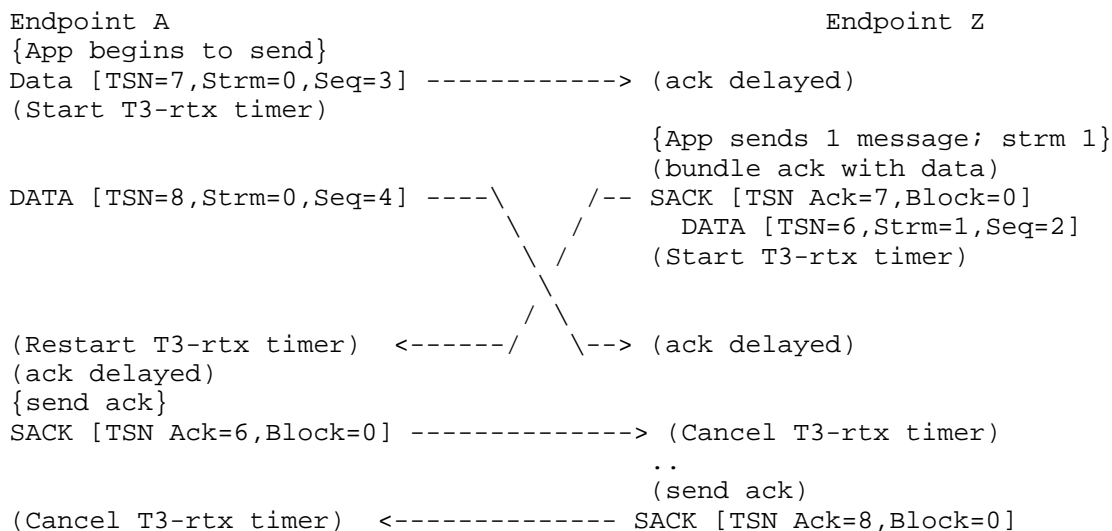 Endpoint A                                         Endpoint Z
{App begins to send}
Data [TSN=7,Strm=0,Seq=3] ------------> (ack delayed)
(Start T3-rtx timer)
                                        {App sends 1 message; strm 1}
                                        (bundle ack with data)
DATA [TSN=8,Strm=0,Seq=4] ----\      /-- SACK [TSN Ack=7,Block=0]
                               \    /     DATA [TSN=6,Strm=1,Seq=2]
                                \  /    (Start T3-rtx timer)
                                 \
                                / \
(Restart T3-rtx timer)  <------/   \--> (ack delayed)
(ack delayed)
{send ack}
SACK [TSN Ack=6,Block=0] --------------> (Cancel T3-rtx timer)
                                        ..
                                        (send ack)
(Cancel T3-rtx timer)  <-------------- SACK [TSN Ack=8,Block=0]